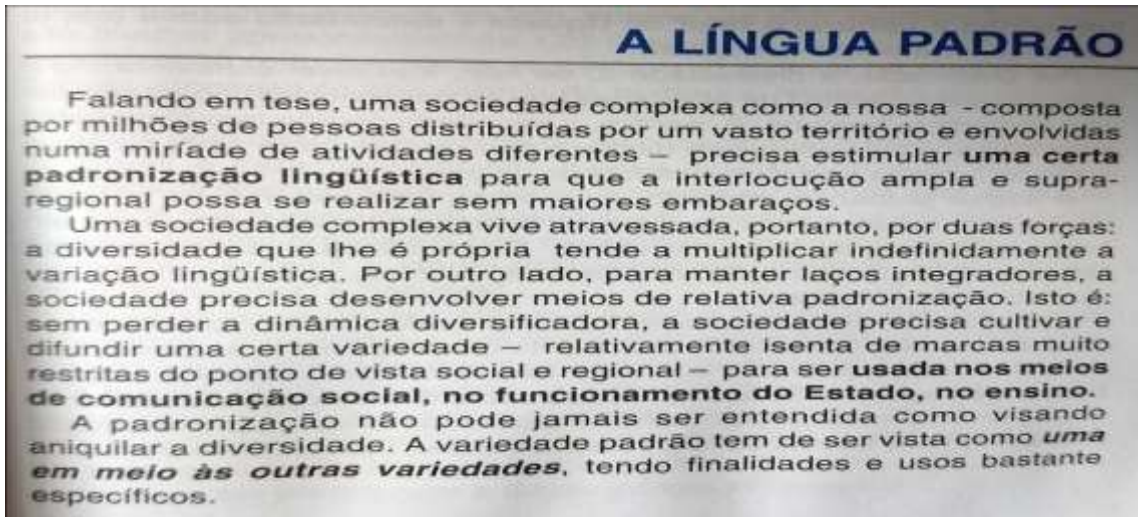 A LÍNGUA PADRÃO
Falando em tese, uma sociedade complexa como a nossa - composta
por milhões de pessoas distribuídas por um vasto território e envolvidas
numa miríade de atividades diferentes – precisa estimular uma certa
padronização lingüística para que a interlocução ampla e supra-
regional possa se realizar sem maiores embaraços.
Uma sociedade complexa vive atravessada, portanto, por duas forças:
a diversidade que lhe é própria tende a multiplicar indefinidamente a
variação lingüística. Por outro lado, para manter laços integradores, a
sociedade precisa desenvolver meios de relativa padronização. Isto é:
sem perder a dinâmica diversificadora, a sociedade precisa cultivar e
difundir uma certa variedade – relativamente isenta de marcas muito
restritas do ponto de vista social e regional – para ser usada nos meios
de comunicação social, no funcionamento do Estado, no ensino.
A padronização não pode jamais ser entendida como visando
aniquilar a diversidade. A variedade padrão tem de ser vista como uma
em meio às outras variedades, tendo finalidades e usos bastante
específicos.